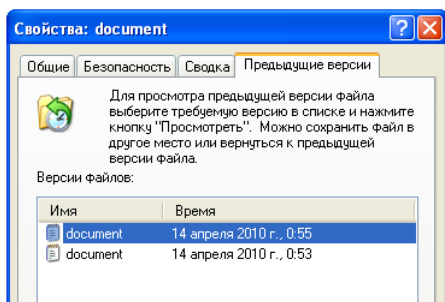 Свойства: document
Общие Безопасность Сводка Предыдущие версии
Для просмотра предыдущей версии файла
выберите требуемую версию в списке и нажмите
кнопку "Просмотреть". Можно сохранить файл в
другое место или вернуться к предыдущей
версии файла.
Версии файлов:
Имя Время
document 14 апреля 2010 г., 0:55
document 14 апреля 2010 г., 0:53